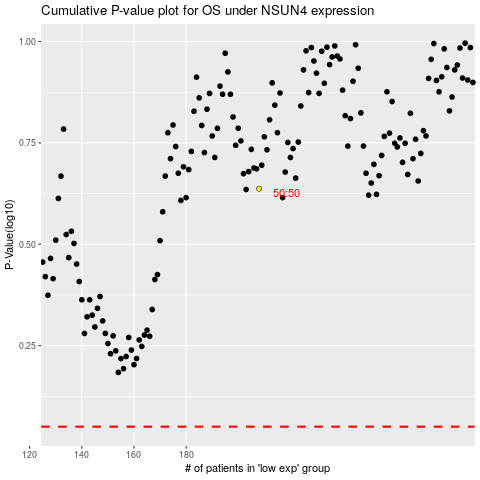 Cumulative P-value plot for OS under NSUN4 expression
P-Value(log10)
1.00
0.75
0.50
0.25
50:50
120 140 160 180
# of patients in 'low exp' group